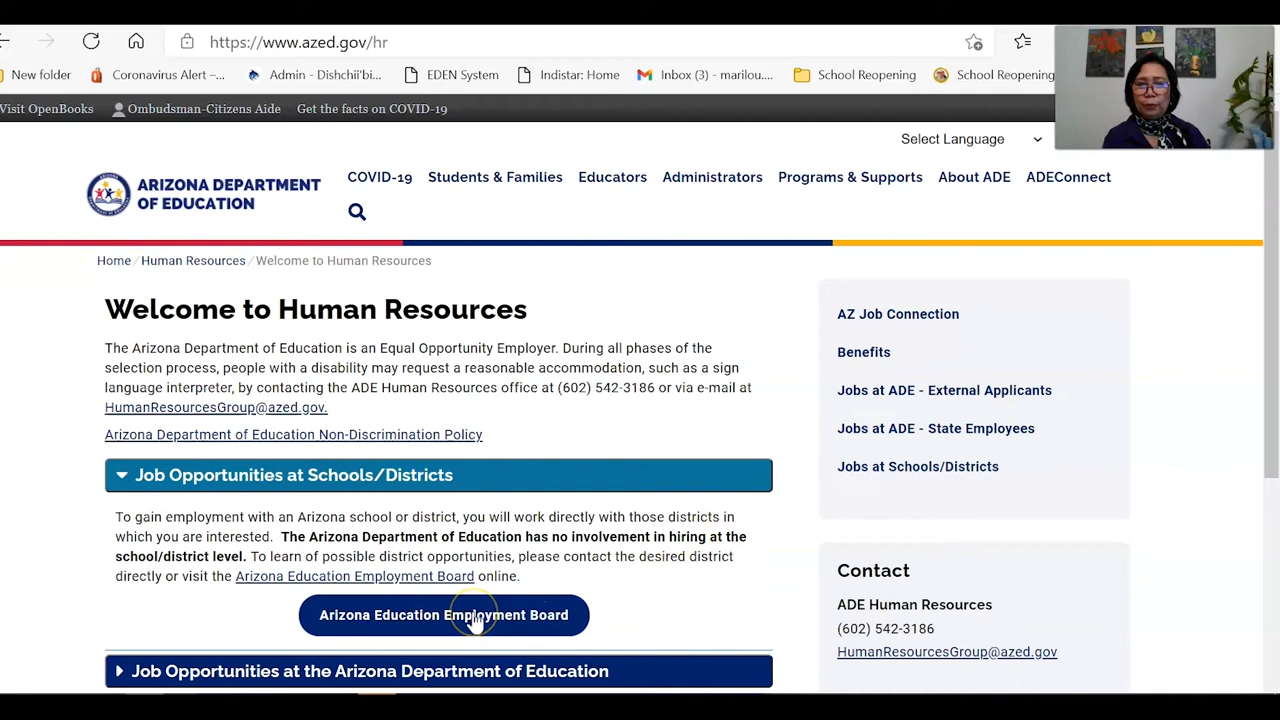 https://www.azed.gov/hr
New folder
Coronavirus Alert –...
Admin - Dishchii'bi...
EDEN System
Indistar: Home
Inbox (3) - marilou....
School Reopening
School Reopening
Visit OpenBooks
Ombudsman-Citizens Aide
Get the facts on COVID-19
Select Language
ARIZONA DEPARTMENT
OF EDUCATION
COVID-19 Students & Families Educators Administrators Programs & Supports About ADE ADEConnect
Home / Human Resources / Welcome to Human Resources
Welcome to Human Resources
The Arizona Department of Education is an Equal Opportunity Employer. During all phases of the
selection process, people with a disability may request a reasonable accommodation, such as a sign
language interpreter, by contacting the ADE Human Resources office at (602) 542-3186 or via e-mail at
HumanResourcesGroup@azed.gov.
Arizona Department of Education Non-Discrimination Policy
Job Opportunities at Schools/Districts
To gain employment with an Arizona school or district, you will work directly with those districts in
which you are interested. The Arizona Department of Education has no involvement in hiring at the
school/district level. To learn of possible district opportunities, please contact the desired district
directly or visit the Arizona Education Employment Board online.
Arizona Education Employment Board
Job Opportunities at the Arizona Department of Education
AZ Job Connection
Benefits
Jobs at ADE - External Applicants
Jobs at ADE - State Employees
Jobs at Schools/Districts
Contact
ADE Human Resources
(602) 542-3186
HumanResourcesGroup@azed.gov